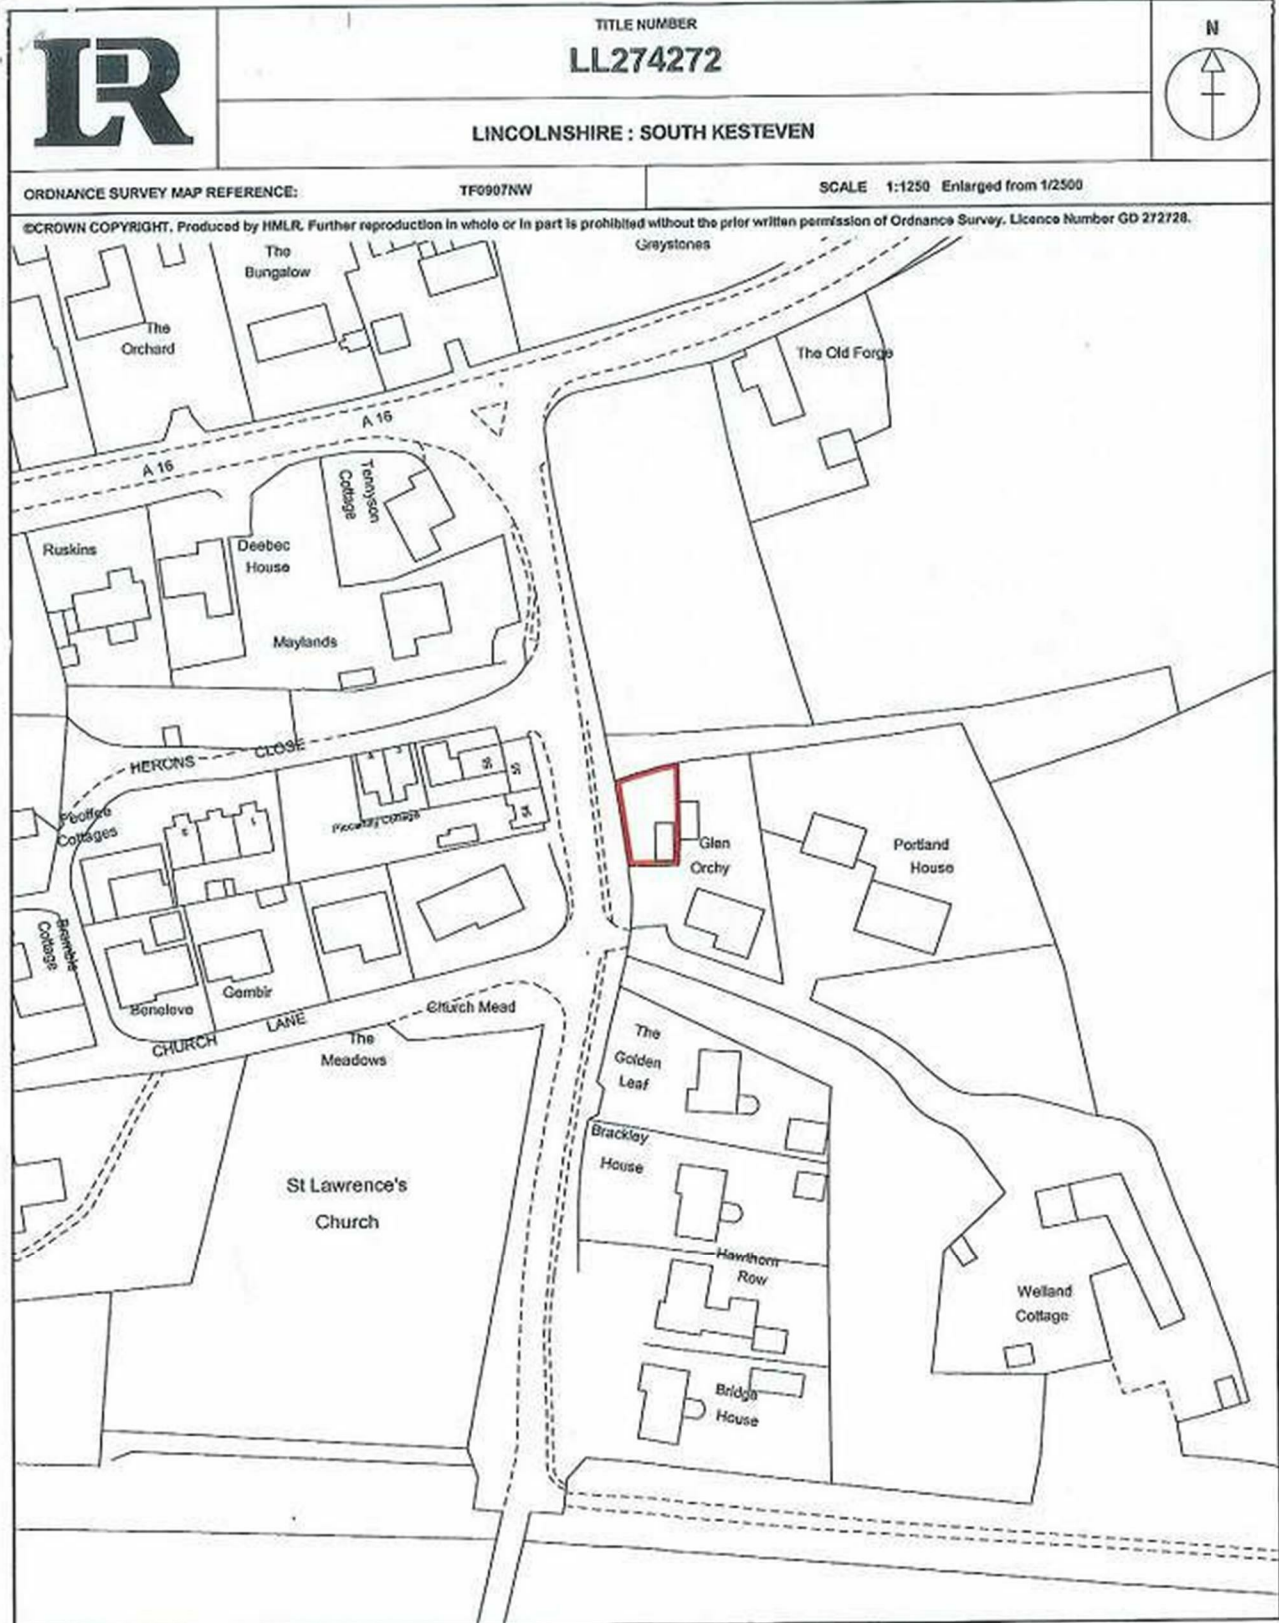 LR
TITLE NUMBER
LL274272
N
LINCOLNSHIRE : SOUTH KESTEVEN
ORDNANCE SURVEY MAP REFERENCE:
TF0907NW
SCALE 1:1250 Enlarged from 1/2500
©CROWN COPYRIGHT. Produced by HMLR. Further reproduction in whole or in part is prohibited without the prior written permission of Ordnance Survey. Licence Number GD 272728.
Greystones
The
Bungalow
The
Orchard
The Old Forge
A 16
A 16
Tennyson
Cottage
Ruskins
Deebec
House
Maylands
HERONS CLOSE
Feoffee
Cottages
Piccadilly Cottage
Glen
Orchy
Portland
House
Bramble
Cottage
Beneleve
Gembir
Church Mead
CHURCH LANE
The
Meadows
The
Golden
Leaf
Brackley
House
St Lawrence's
Church
Hawthorn
Row
Welland
Cottage
Bridge
House